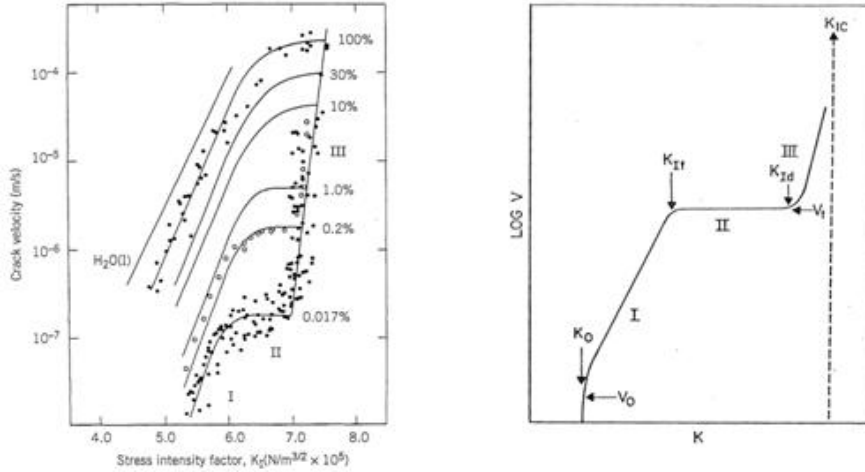 10⁻⁴
10⁻⁵
10⁻⁶
10⁻⁷
Crack velocity (m/s)
100%
30%
10%
III
1.0%
0.2%
0.017%
H₂O(l)
II
I
4.0 5.0 6.0 7.0 8.0
Stress intensity factor, K_I(N/m^3/2 × 10⁵)
K_IC
III
K_It
K_Id
V_t
II
I
K_O
V_O
LOG V
K